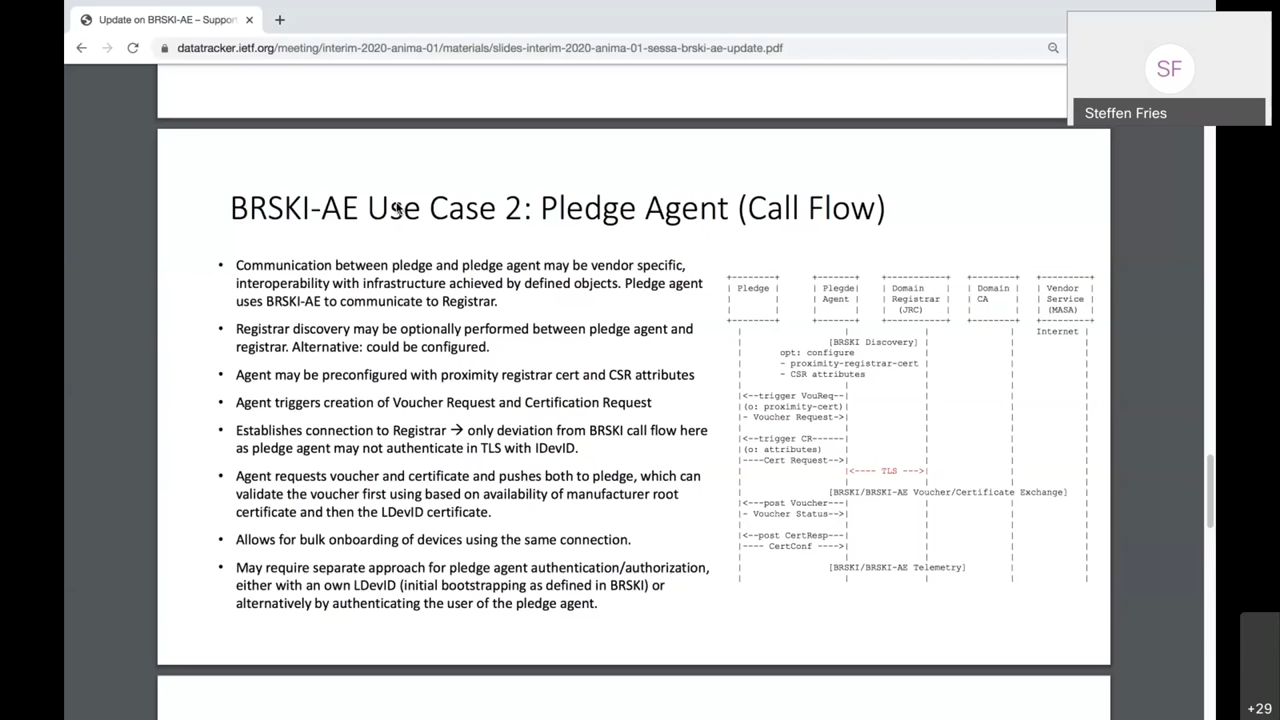 Update on BRSKI-AE – Suppor
datatracker.ietf.org/meeting/interim-2020-anima-01/materials/slides-interim-2020-anima-01-sessa-brski-ae-update.pdf
SF
Steffen Fries
BRSKI-AE Use Case 2: Pledge Agent (Call Flow)
• Communication between pledge and pledge agent may be vendor specific,
interoperability with infrastructure achieved by defined objects. Pledge agent
uses BRSKI-AE to communicate to Registrar.
• Registrar discovery may be optionally performed between pledge agent and
registrar. Alternative: could be configured.
• Agent may be preconfigured with proximity registrar cert and CSR attributes
• Agent triggers creation of Voucher Request and Certification Request
• Establishes connection to Registrar → only deviation from BRSKI call flow here
as pledge agent may not authenticate in TLS with IDevID.
• Agent requests voucher and certificate and pushes both to pledge, which can
validate the voucher first using based on availability of manufacturer root
certificate and then the LDevID certificate.
• Allows for bulk onboarding of devices using the same connection.
• May require separate approach for pledge agent authentication/authorization,
either with an own LDevID (initial bootstrapping as defined in BRSKI) or
alternatively by authenticating the user of the pledge agent.
+--------+ +-------+ +-----------+ +--------+ +---------+
| Pledge | | Plegde| | Domain | | Domain | | Vendor |
| | | Agent | | Registrar | | CA | | Service |
| | | | | (JRC) | | | | (MASA) |
+--------+ +-------+ +-----------+ +--------+ +---------+
| | | | Internet |
| [BRSKI Discovery] | | |
| opt: configure | | |
| - proximity-registrar-cert | |
| - CSR attributes | | |
|<--trigger VouReq--| | | |
|(o: proximity-cert)| | | |
|- Voucher Request->| | | |
|<--trigger CR------| | | |
|(o: attributes) | | | |
|----Cert Request-->| | | |
| |<---- TLS --->| | |
| [BRSKI/BRSKI-AE Voucher/Certificate Exchange]
|<---post Voucher---| | | |
|- Voucher Status-->| | | |
|<--post CertResp---| | | |
|---- CertConf ---->| | | |
| [BRSKI/BRSKI-AE Telemetry] | |
| | | | |
+29